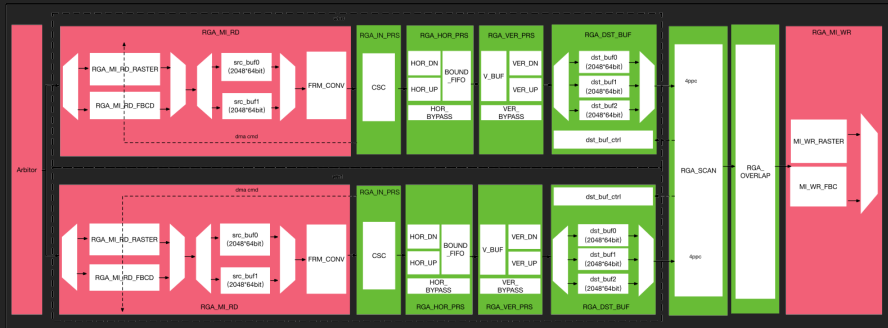 RGA_MI_RD
RGA_IN_PRS
RGA_HOR_PRS
RGA_VER_PRS
RGA_DST_BUF
RGA_MI_WR
RGA_MI_RD_RASTER
RGA_MI_RD_FBCD
src_buf0
(2048*64bit)
src_buf1
(2048*64bit)
FRM_CONV
CSC
HOR_DN
HOR_UP
BOUND
_FIFO
HOR_
BYPASS
V_BUF
VER_DN
VER_UP
VER_
BYPASS
dst_buf0
(2048*64bit)
dst_buf1
(2048*64bit)
dst_buf2
(2048*64bit)
dst_buf_ctrl
dma cmd
4ppc
Arbitor
RGA_SCAN
RGA_
OVERLAP
MI_WR_RASTER
MI_WR_FBC
dma cmd
RGA_MI_RD_RASTER
RGA_MI_RD_FBCD
src_buf0
(2048*64bit)
src_buf1
(2048*64bit)
FRM_CONV
CSC
HOR_DN
HOR_UP
BOUND
_FIFO
HOR_
BYPASS
V_BUF
VER_DN
VER_UP
VER_
BYPASS
dst_buf_ctrl
dst_buf0
(2048*64bit)
dst_buf1
(2048*64bit)
dst_buf2
(2048*64bit)
4ppc
RGA_MI_RD
RGA_IN_PRS
RGA_HOR_PRS
RGA_VER_PRS
RGA_DST_BUF